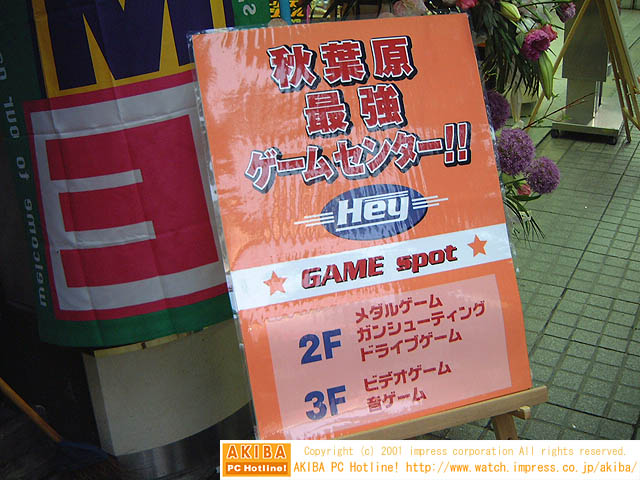 M
E
welcome to our
秋葉原
最強
ゲームセンター!!
Hey
GAME spot
2F
メダルゲーム
ガンシューティング
ドライブゲーム
3F
ビデオゲーム
音ゲーム
AKIBA
PC Hotline!
Copyright (c) 2001 impress corporation All rights reserved.
AKIBA PC Hotline! http://www.watch.impress.co.jp/akiba/